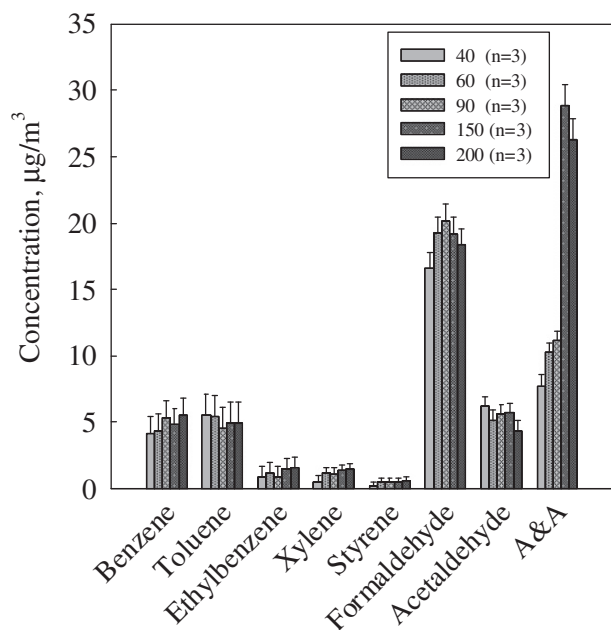 35
30
25
20
15
10
5
0
Concentration, µg/m³
40 (n=3)
60 (n=3)
90 (n=3)
150 (n=3)
200 (n=3)
Benzene
Toluene
Ethylbenzene
Xylene
Styrene
Formaldehyde
Acetaldehyde
A&A